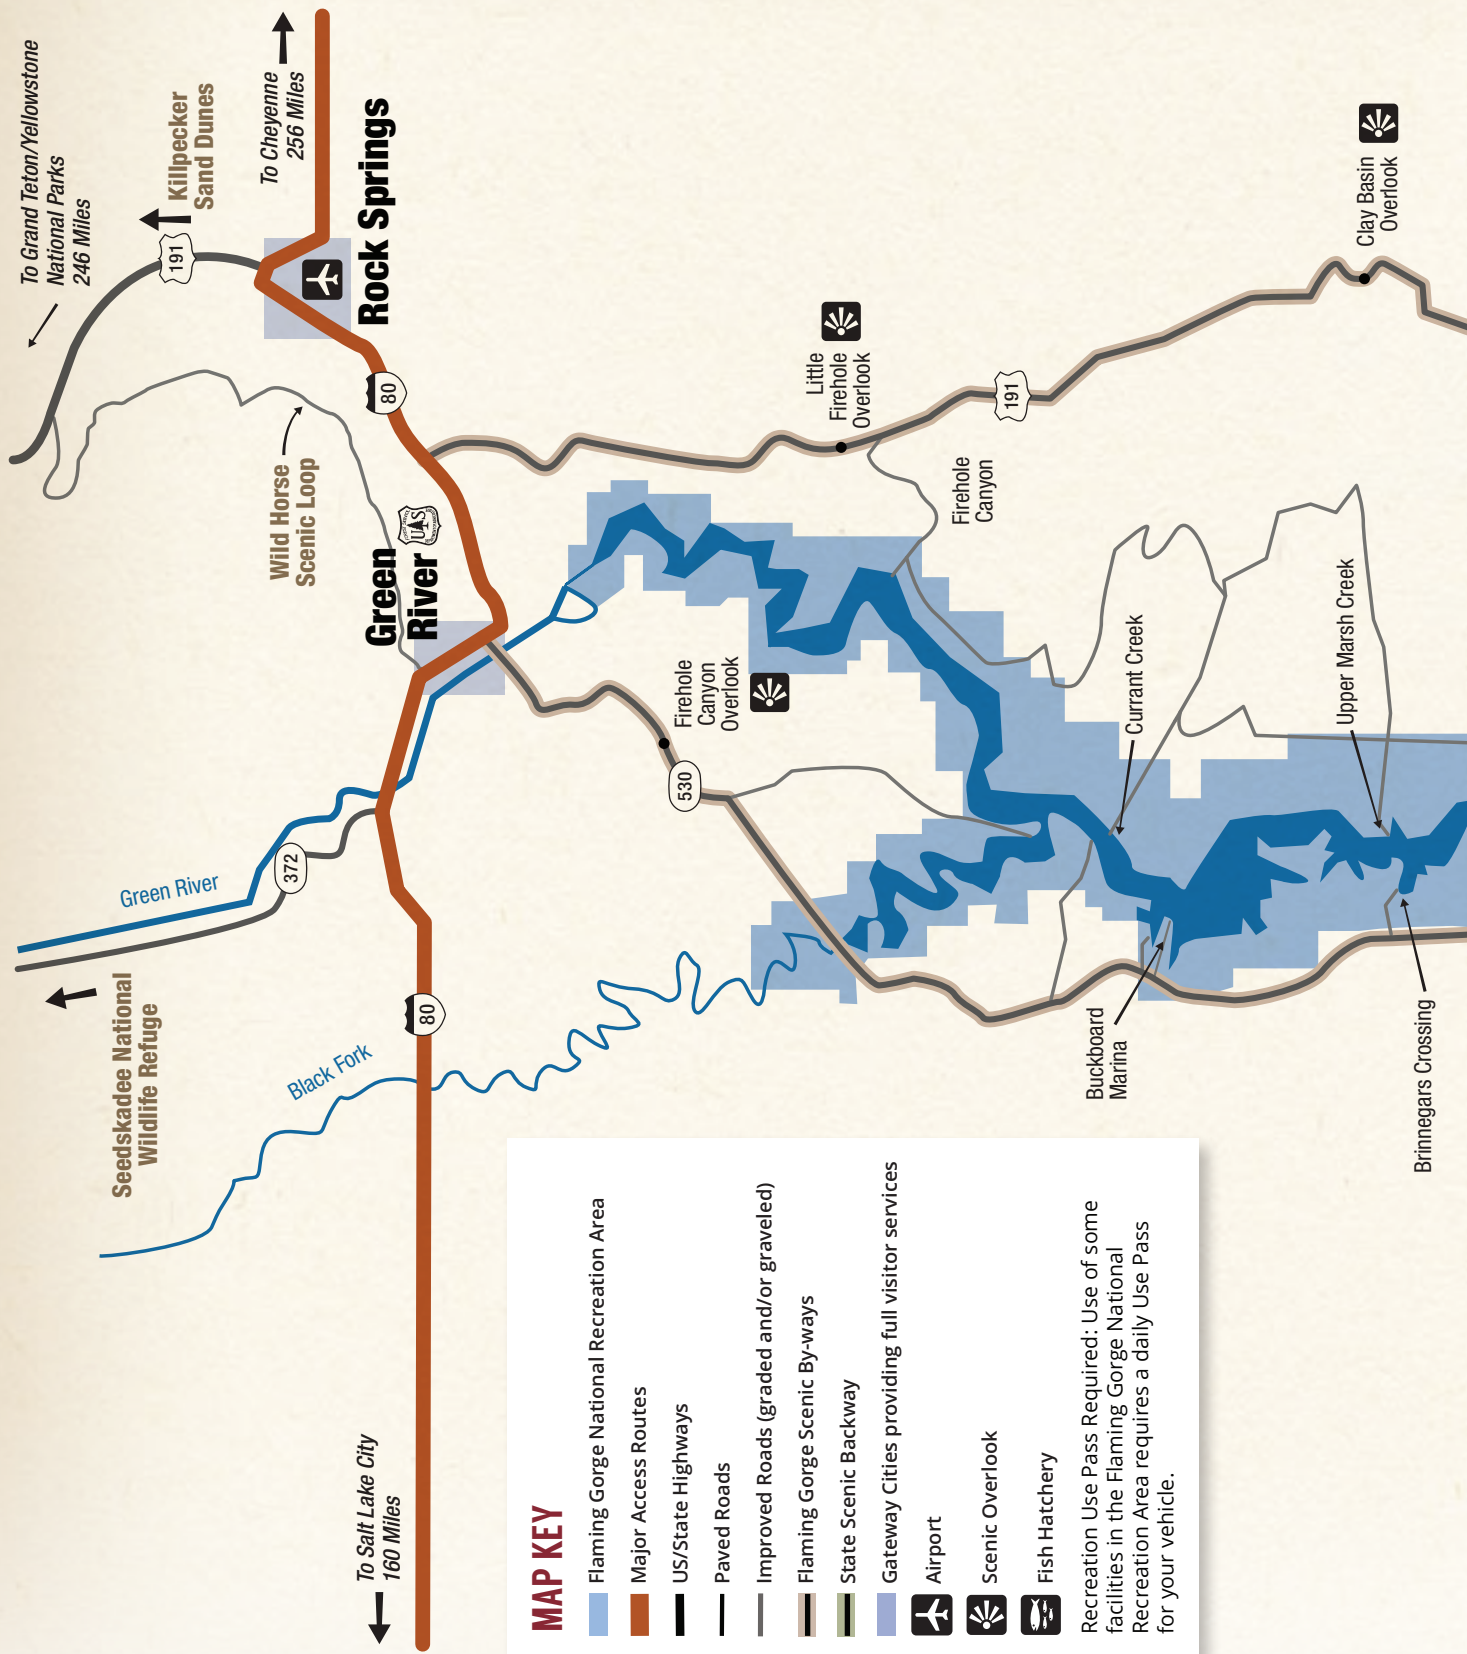 To Grand Teton/Yellowstone
National Parks
246 Miles
191
Killpecker
Sand Dunes
To Cheyenne
256 Miles
Rock Springs
80
Wild Horse
Scenic Loop
Green
River
US
372
Green River
Seedskadee National
Wildlife Refuge
80
Black Fork
To Salt Lake City
160 Miles
530
Firehole
Canyon
Overlook
Little
Firehole
Overlook
Firehole
Canyon
191
Clay Basin
Overlook
Currant Creek
Upper Marsh Creek
Buckboard
Marina
Brinnegars Crossing
MAP KEY
Flaming Gorge National Recreation Area
Major Access Routes
US/State Highways
Paved Roads
Improved Roads (graded and/or graveled)
Flaming Gorge Scenic By-ways
State Scenic Backway
Gateway Cities providing full visitor services
Airport
Scenic Overlook
Fish Hatchery
Recreation Use Pass Required: Use of some
facilities in the Flaming Gorge National
Recreation Area requires a daily Use Pass
for your vehicle.